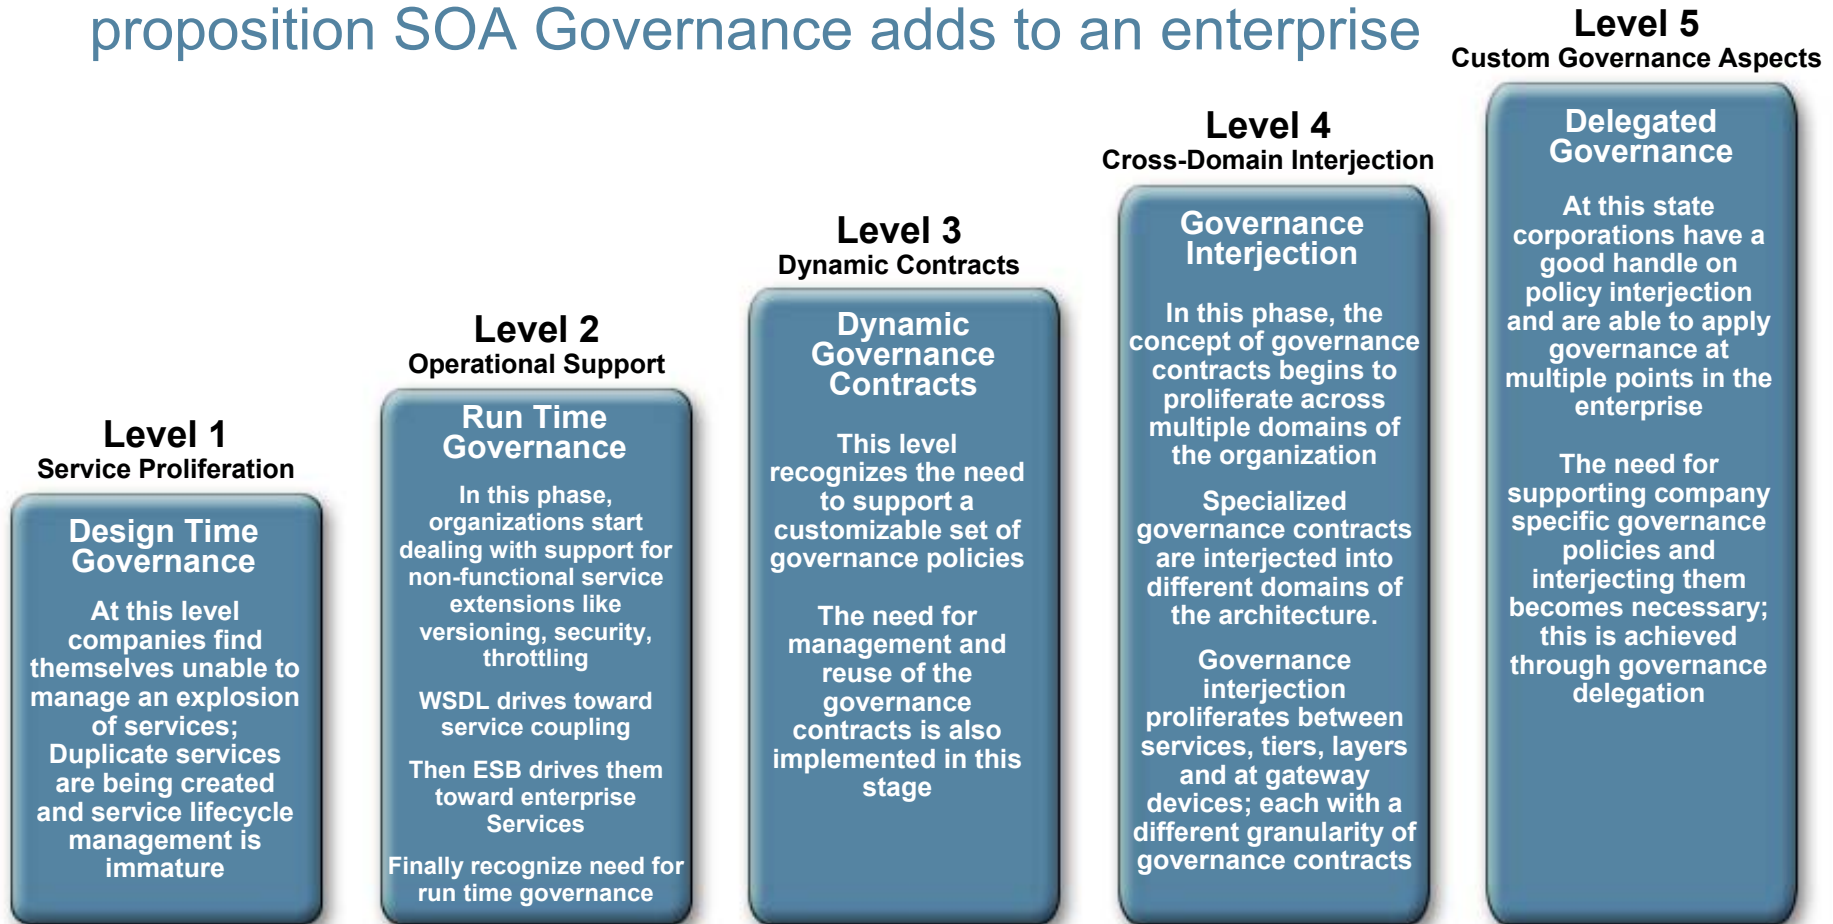 proposition SOA Governance adds to an enterprise
Level 1
Service Proliferation
Design Time
Governance
At this level
companies find
themselves unable to
manage an explosion
of services;
Duplicate services
are being created
and service lifecycle
management is
immature
Level 2
Operational Support
Run Time
Governance
In this phase,
organizations start
dealing with support for
non-functional service
extensions like
versioning, security,
throttling
WSDL drives toward
service coupling
Then ESB drives them
toward enterprise
Services
Finally recognize need for
run time governance
Level 3
Dynamic Contracts
Dynamic
Governance
Contracts
This level
recognizes the need
to support a
customizable set of
governance policies
The need for
management and
reuse of the
governance
contracts is also
implemented in this
stage
Level 4
Cross-Domain Interjection
Governance
Interjection
In this phase, the
concept of governance
contracts begins to
proliferate across
multiple domains of
the organization
Specialized
governance contracts
are interjected into
different domains of
the architecture.
Governance
interjection
proliferates between
services, tiers, layers
and at gateway
devices; each with a
different granularity of
governance contracts
Level 5
Custom Governance Aspects
Delegated
Governance
At this state
corporations have a
good handle on
policy interjection
and are able to apply
governance at
multiple points in the
enterprise
The need for
supporting company
specific governance
policies and
interjecting them
becomes necessary;
this is achieved
through governance
delegation